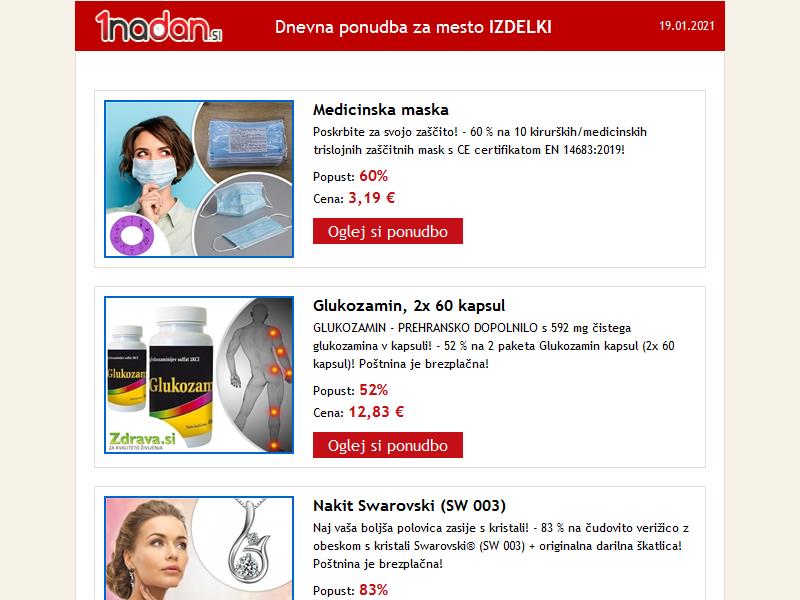 1nadan.si
Dnevna ponudba za mesto IZDELKI
19.01.2021
Medicinska maska
Poskrbite za svojo zaščito! - 60 % na 10 kirurških/medicinskih
trislojnih zaščitnih mask s CE certifikatom EN 14683:2019!
Popust: 60%
Cena: 3,19 €
Oglej si ponudbo
Glukozamin, 2x 60 kapsul
GLUKOZAMIN - PREHRANSKO DOPOLNILO s 592 mg čistega
glukozamina v kapsuli! - 52 % na 2 paketa Glukozamin kapsul (2x 60
kapsul)! Poštnina je brezplačna!
Popust: 52%
Cena: 12,83 €
Oglej si ponudbo
glukozaminijev sulfat 2KCl
Glukozam
Glukozam
Zdrava.si
ZA KVALITETO ŽIVLJENJA
Nakit Swarovski (SW 003)
Naj vaša boljša polovica zasije s kristali! - 83 % na čudovito verižico z
obeskom s kristali Swarovski® (SW 003) + originalna darilna škatlica!
Poštnina je brezplačna!
Popust: 83%